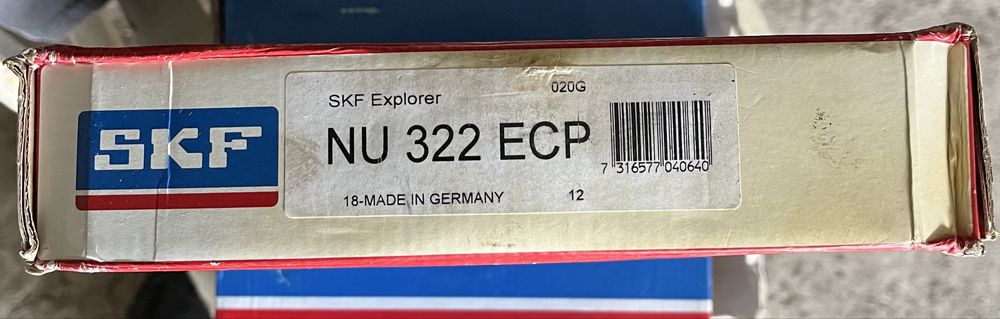 SKF
SKF Explorer
020G
NU 322 ECP
7 316577 040640
18-MADE IN GERMANY
12